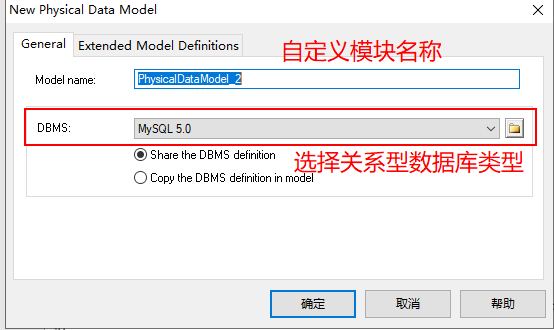 New Physical Data Model
General
Extended Model Definitions
自定义模块名称
Model name:
PhysicalDataModel_2
DBMS:
MySQL 5.0
Share the DBMS definition
选择关系型数据库类型
Copy the DBMS definition in model
确定
取消
帮助